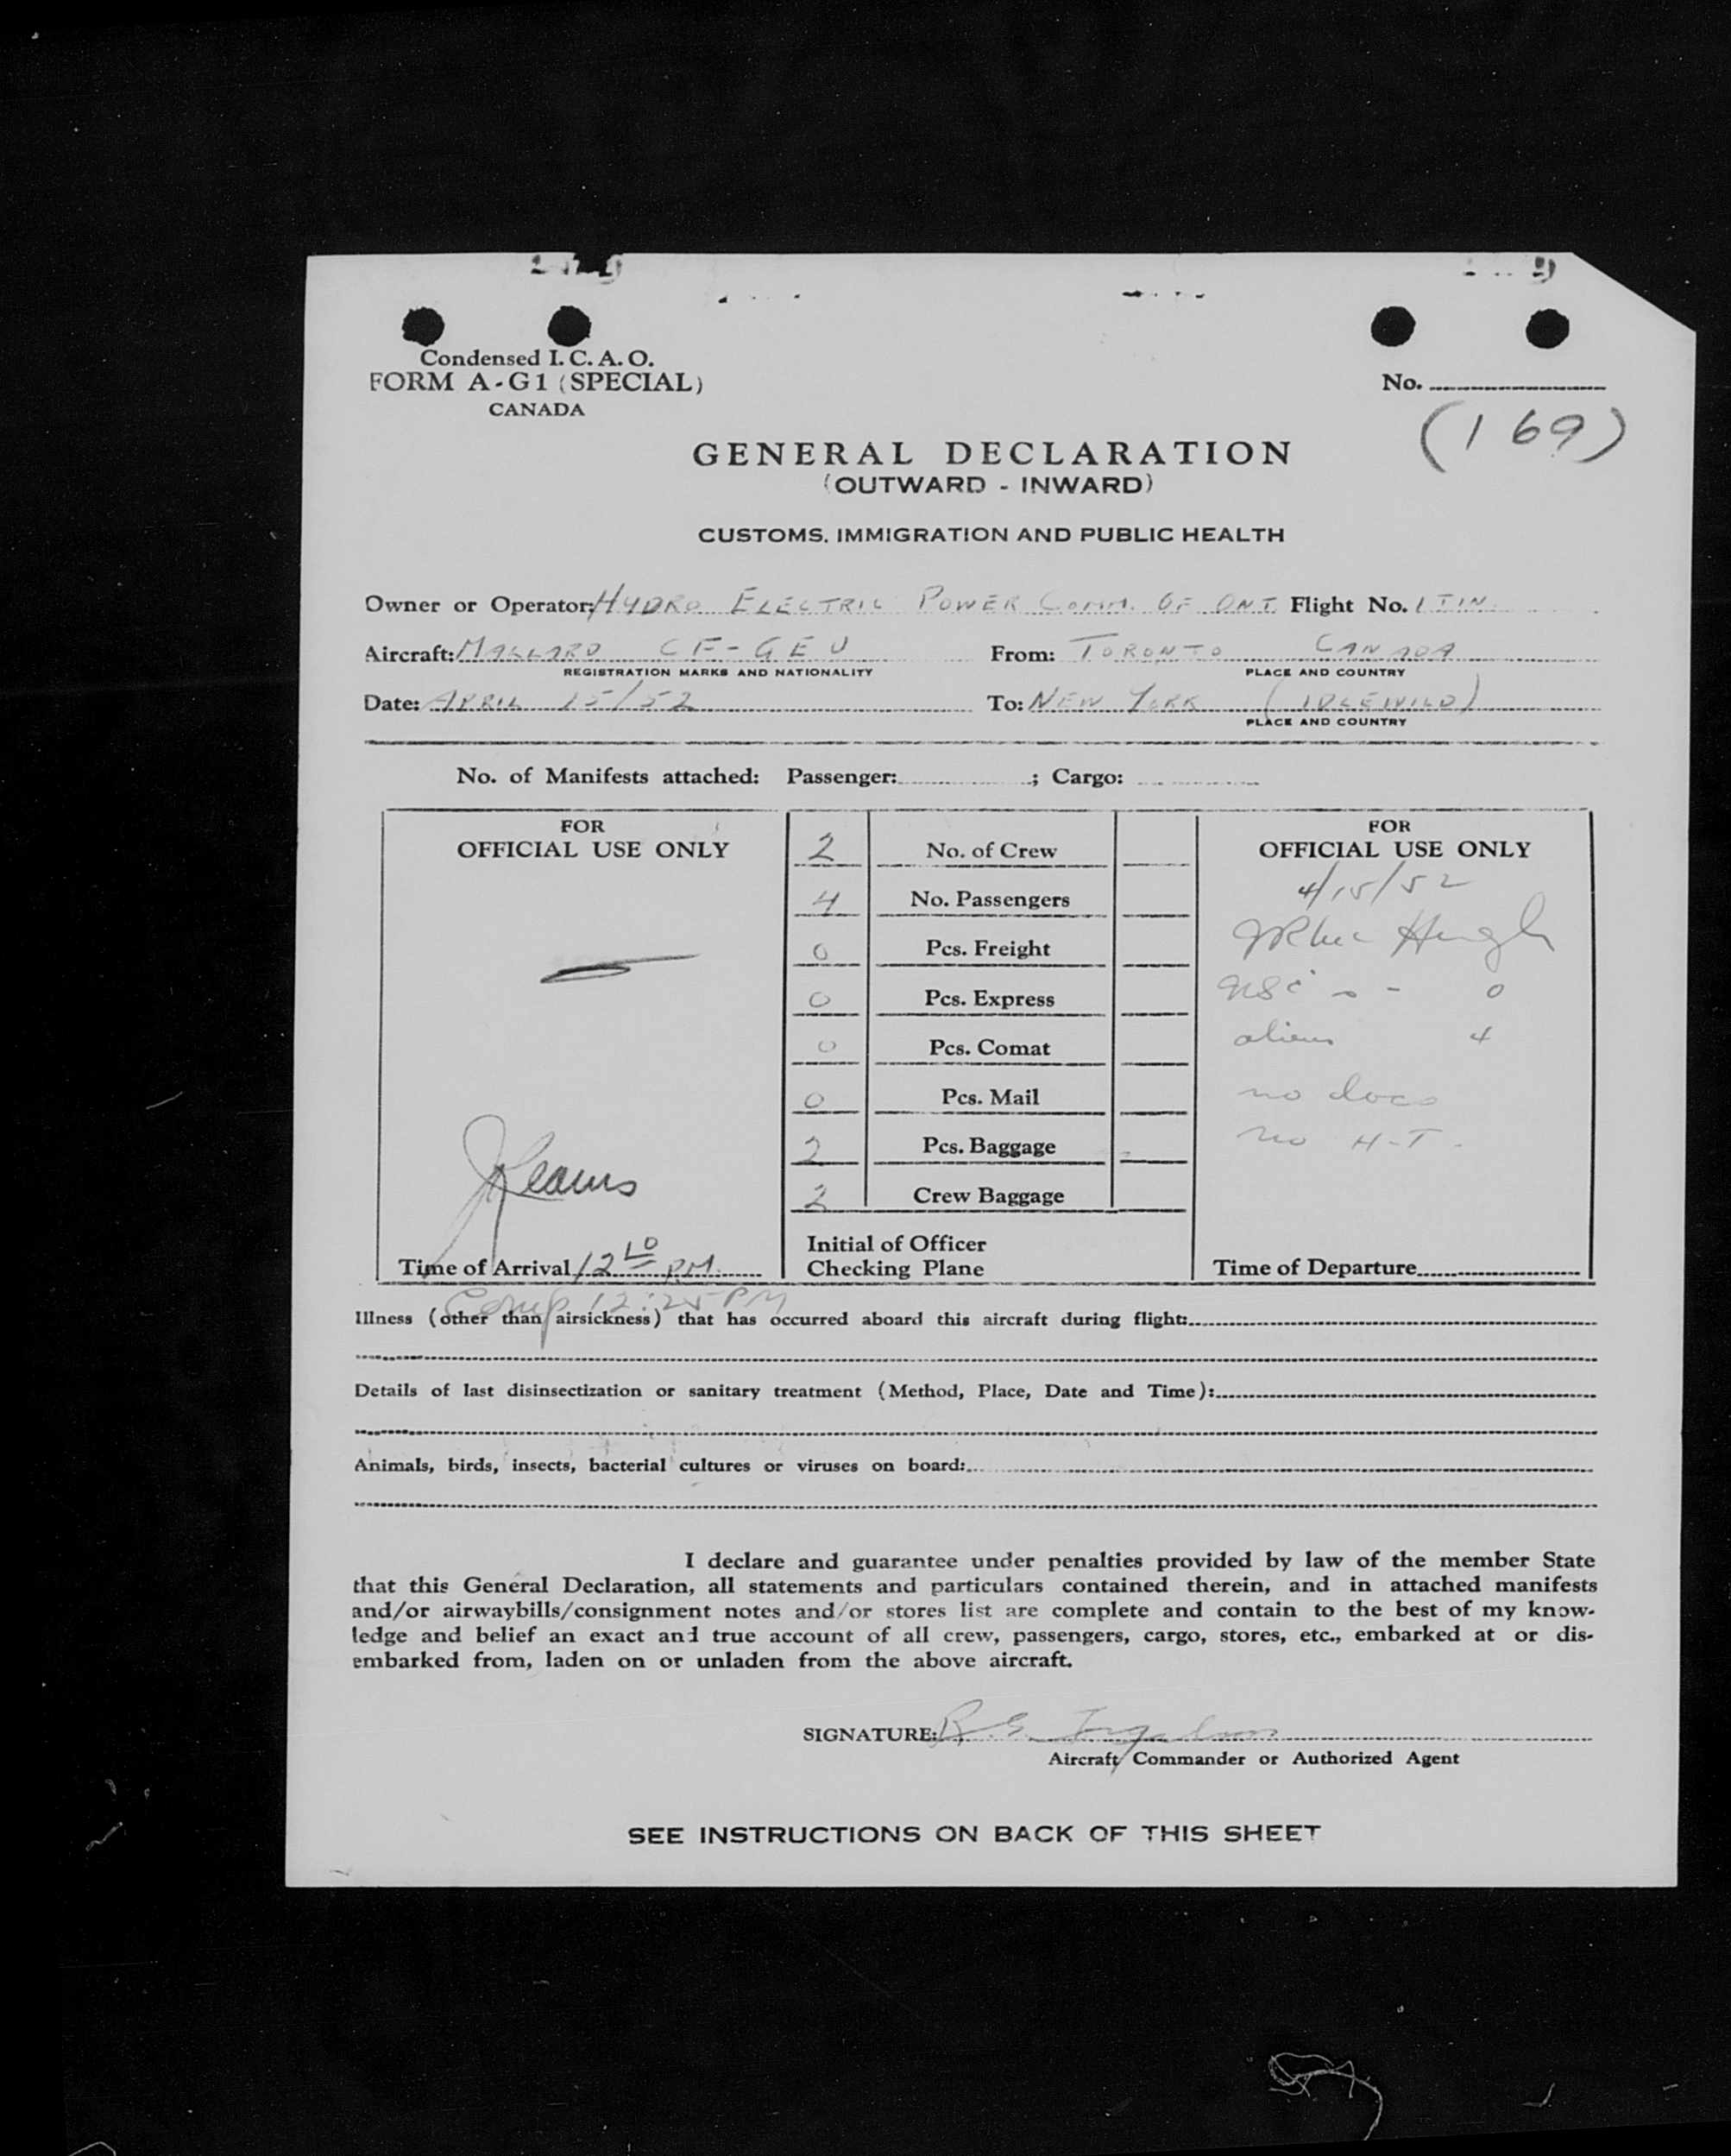 Condensed I. C. A. O.
FORM A-G1 (SPECIAL)
CANADA
No.
(169)
GENERAL DECLARATION
(OUTWARD - INWARD)
CUSTOMS, IMMIGRATION AND PUBLIC HEALTH
Owner or Operator: HYDRO ELECTRIC POWER COMM. OF ONT Flight No. ITIN.
Aircraft: MALLARD CF-GEU From: TORONTO CANADA
REGISTRATION MARKS AND NATIONALITY PLACE AND COUNTRY
Date: APRIL 15/52 To: NEW YORK (IDLEWILD)
PLACE AND COUNTRY
No. of Manifests attached: Passenger: ; Cargo:
FOR
OFFICIAL USE ONLY
2 No. of Crew
4 No. Passengers
0 Pcs. Freight
0 Pcs. Express
0 Pcs. Comat
0 Pcs. Mail
2 Pcs. Baggage
2 Crew Baggage
Initial of Officer
Checking Plane
FOR
OFFICIAL USE ONLY
4/15/52
0
aliens 4
no docs
no H-T.
Time of Arrival 12 PM
Time of Departure
Comp 12:25 PM
Illness (other than airsickness) that has occurred aboard this aircraft during flight:
Details of last disinsectization or sanitary treatment (Method, Place, Date and Time):
Animals, birds, insects, bacterial cultures or viruses on board:
I declare and guarantee under penalties provided by law of the member State
that this General Declaration, all statements and particulars contained therein, and in attached manifests
and/or airwaybills/consignment notes and/or stores list are complete and contain to the best of my know-
ledge and belief an exact and true account of all crew, passengers, cargo, stores, etc., embarked at or dis-
embarked from, laden on or unladen from the above aircraft.
SIGNATURE: R. S.
Aircraft Commander or Authorized Agent
SEE INSTRUCTIONS ON BACK OF THIS SHEET